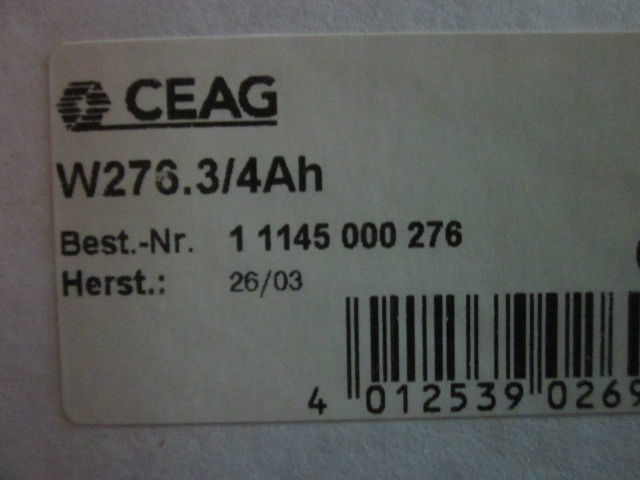 CEAG
W276.3/4Ah
Best.-Nr. 1 1145 000 276
Herst.: 26/03
4 012539 0269